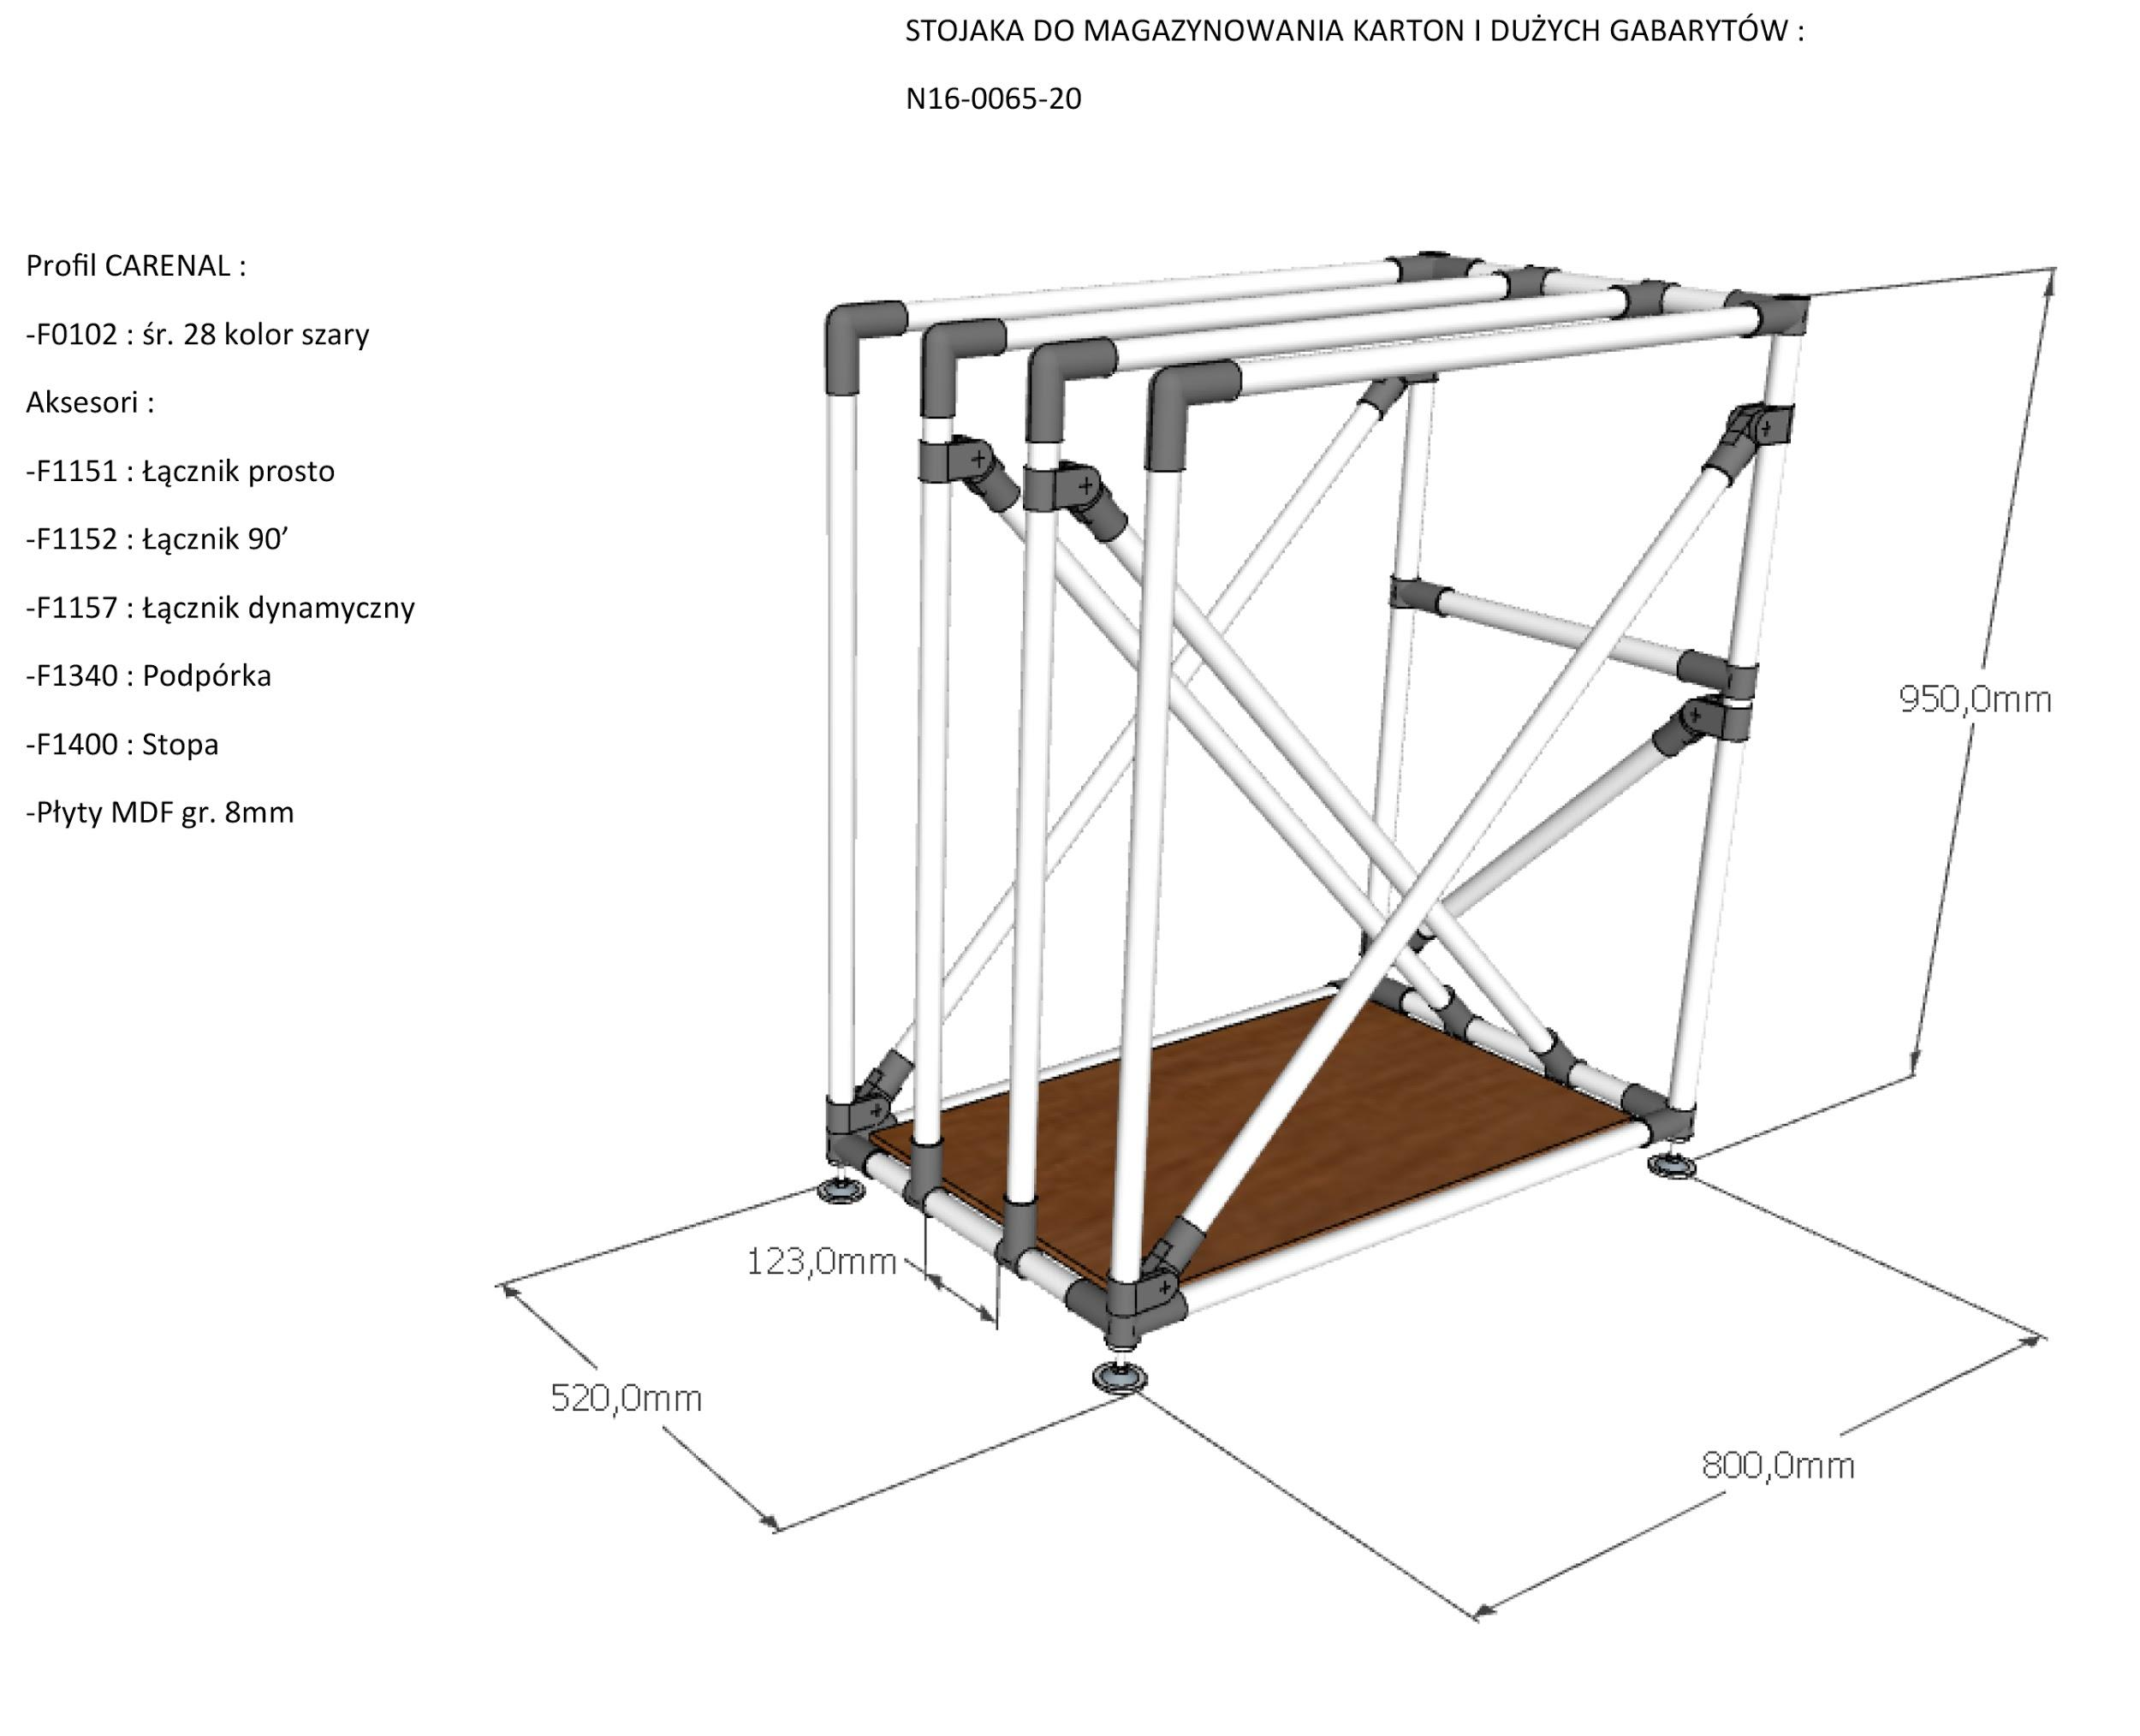 STOJAKA DO MAGAZYNOWANIA KARTON I DUŻYCH GABARYTÓW :
N16-0065-20
Profil CARENAL :
-F0102 : śr. 28 kolor szary
Aksesori :
-F1151 : Łącznik prosto
-F1152 : Łącznik 90’
-F1157 : Łącznik dynamyczny
-F1340 : Podpórka
-F1400 : Stopa
-Płyty MDF gr. 8mm
950,0mm
123,0mm
520,0mm
800,0mm